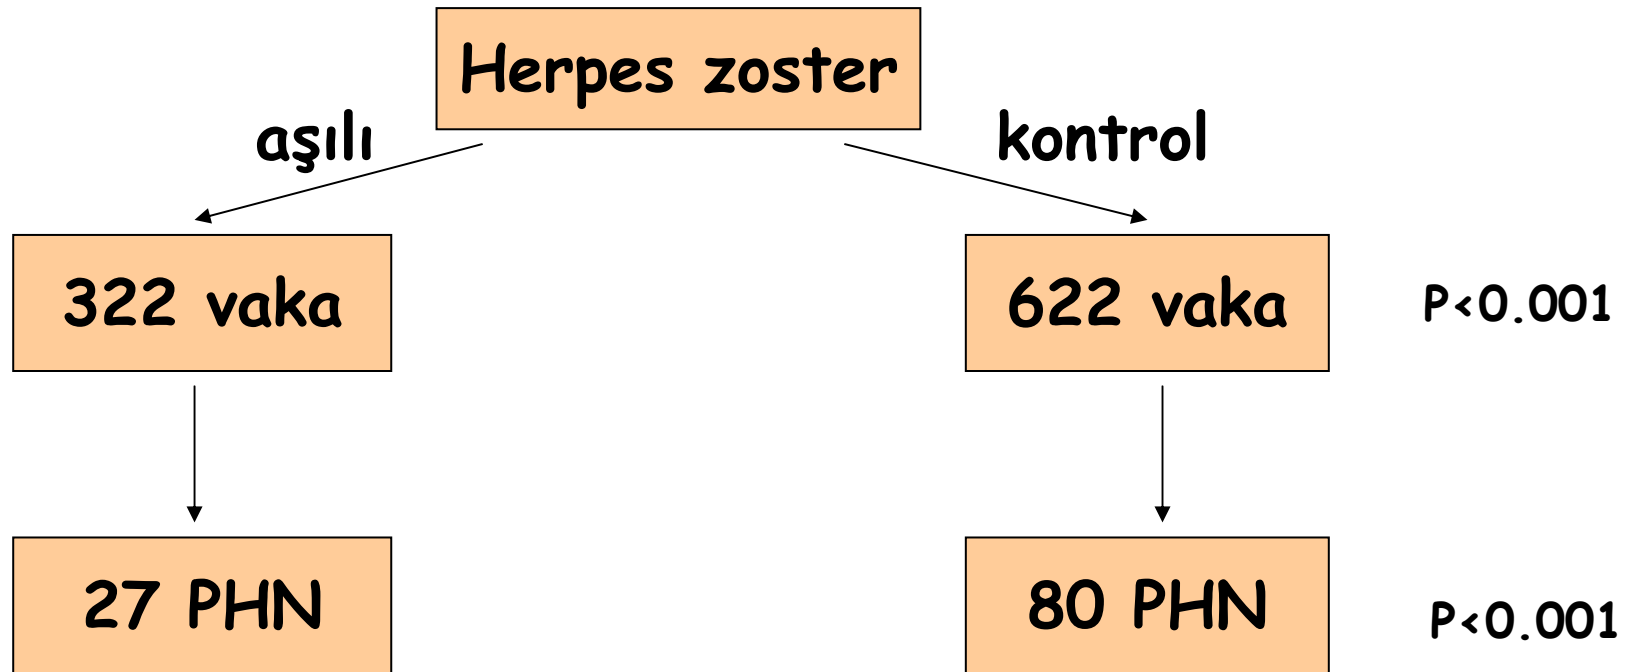 Herpes zoster
aşılı
kontrol
322 vaka
622 vaka
P<0.001
27 PHN
80 PHN
P<0.001